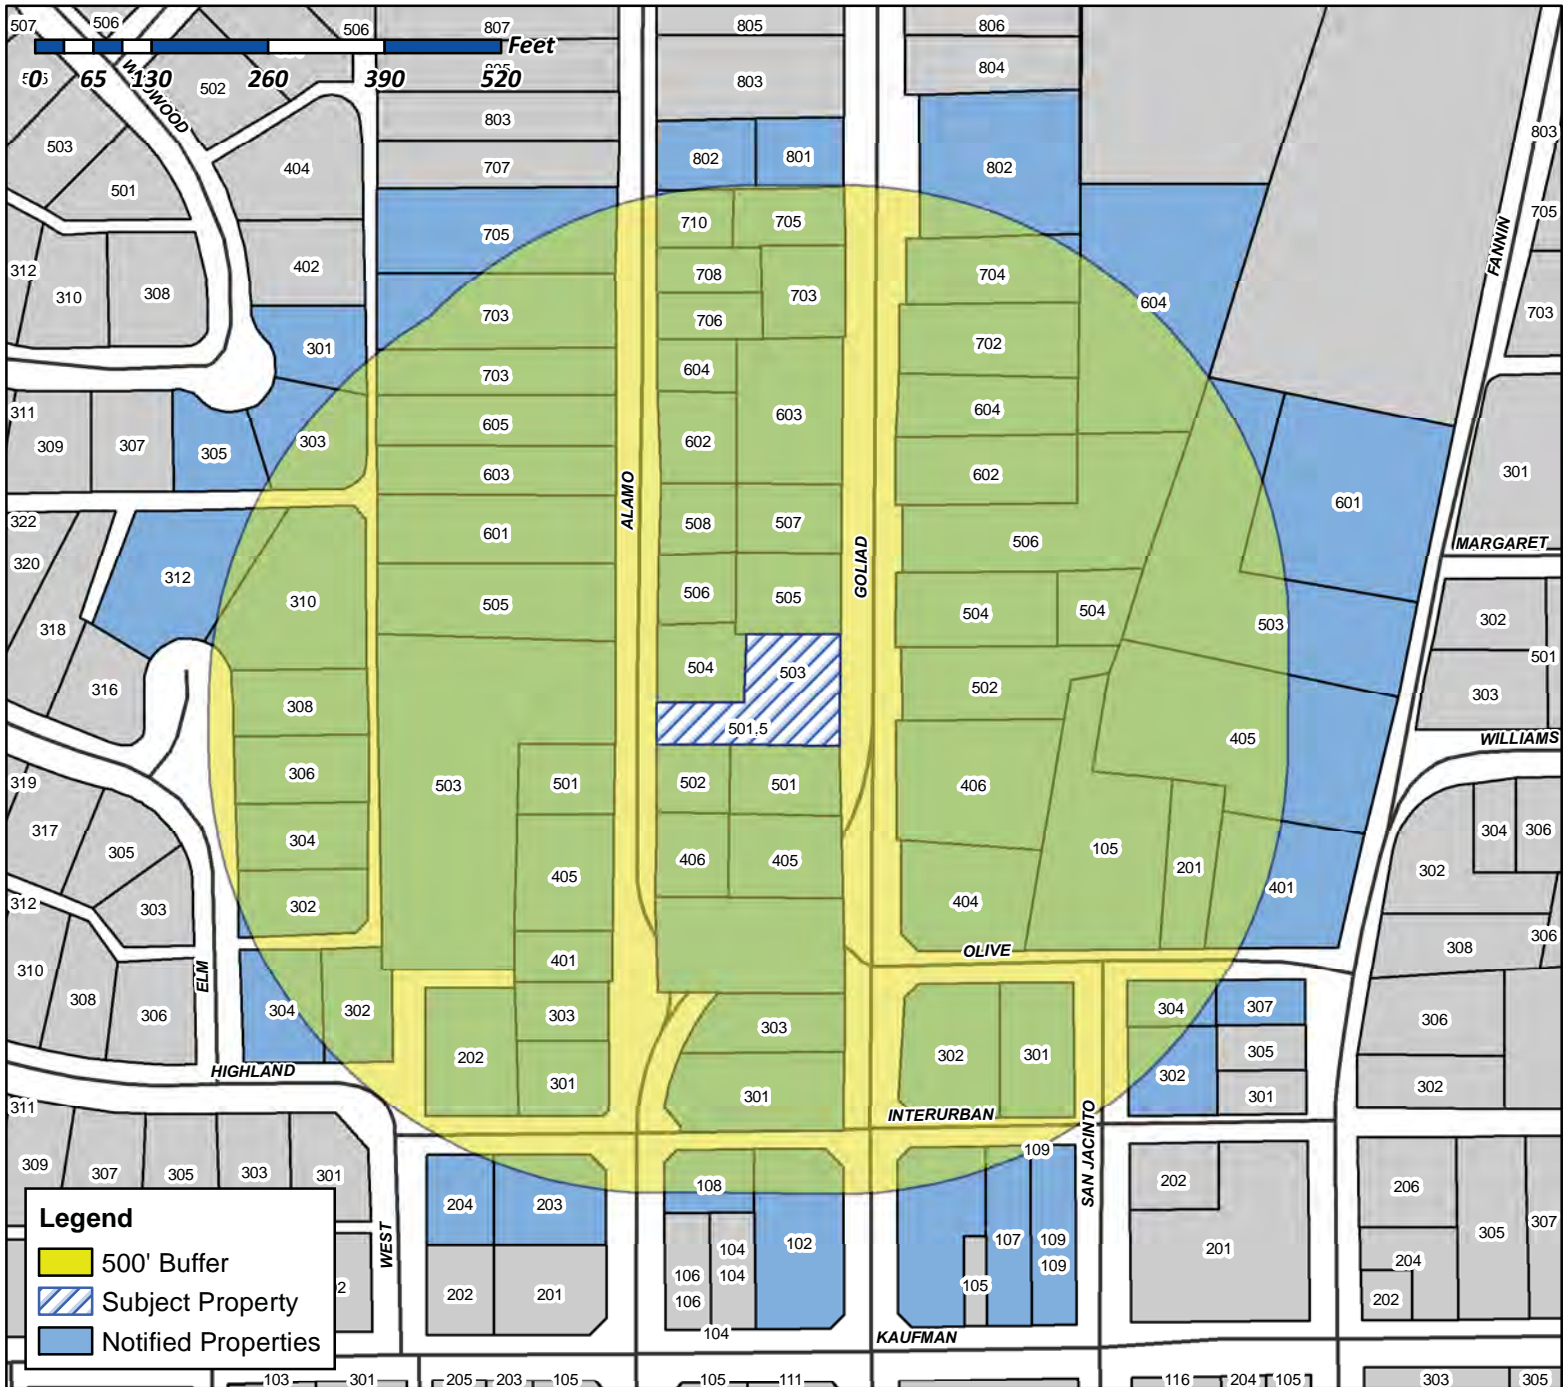 507 506 506 807 805 806
Feet
0 65 130 260 390 520
WILDWOOD
502 803 804
803
503 404 707 802 801 802 803
501
705 710 705 705
312 310 308 402 708 703 704 FANNIN
703 706 604 703
301 702
703 604
311 309 307 305 303 605 602 603 604
603 602 301
ALAMO
322 601 508 507 506 601
GOLIAD
MARGARET
320 312 310 505 506 505 504 504 503 302
318 504 503 501
316 308 502 303
501.5 405 WILLIAMS
319 306 503 501 502 501 406
317 305 304 406 405 105 201 304 306
405 302
312 303 302 404 401
OLIVE
310 ELM 401 308 306
308 306 304 302 303 303 304 307 306
202 302 301 305
HIGHLAND 301 301 302 301 302
311 INTERURBAN
309 307 305 303 301 109 SAN JACINTO
108 202 206
204 203 307
WEST 104 102 107 109 201 305
106 104 109 204
202 201 106 105 202
104 KAUFMAN
103 301 205 203 105 105 111 116 204 105 303 305
Legend
500' Buffer
Subject Property
Notified Properties